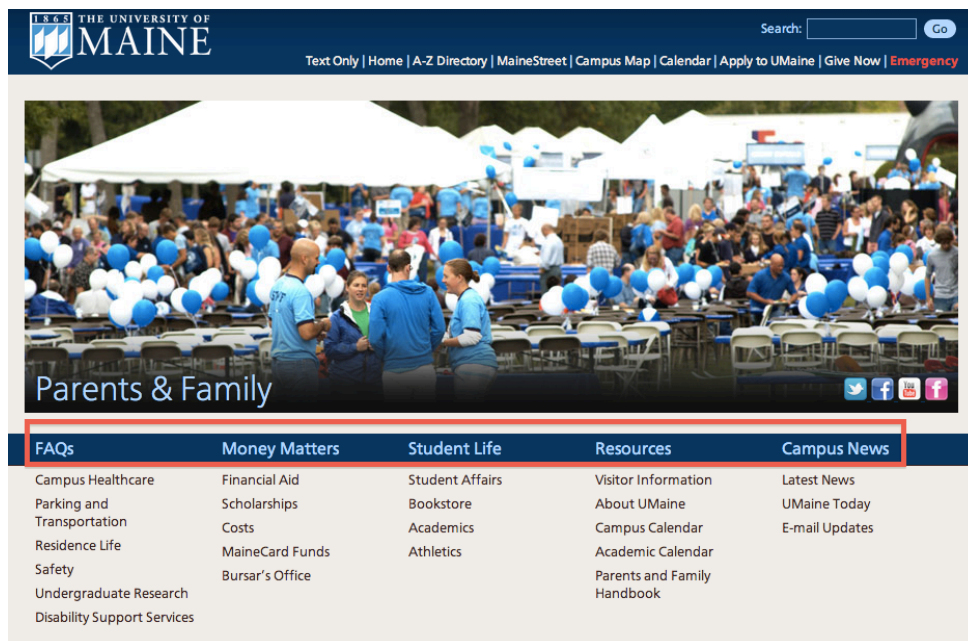 1865 THE UNIVERSITY OF
MAINE
Search:
Go
Text Only | Home | A-Z Directory | MaineStreet | Campus Map | Calendar | Apply to UMaine | Give Now | Emergency
Parents & Family
You
Tube
FAQs
Campus Healthcare
Parking and
Transportation
Residence Life
Safety
Undergraduate Research
Disability Support Services
Money Matters
Financial Aid
Scholarships
Costs
MaineCard Funds
Bursar's Office
Student Life
Student Affairs
Bookstore
Academics
Athletics
Resources
Visitor Information
About UMaine
Campus Calendar
Academic Calendar
Parents and Family
Handbook
Campus News
Latest News
UMaine Today
E-mail Updates